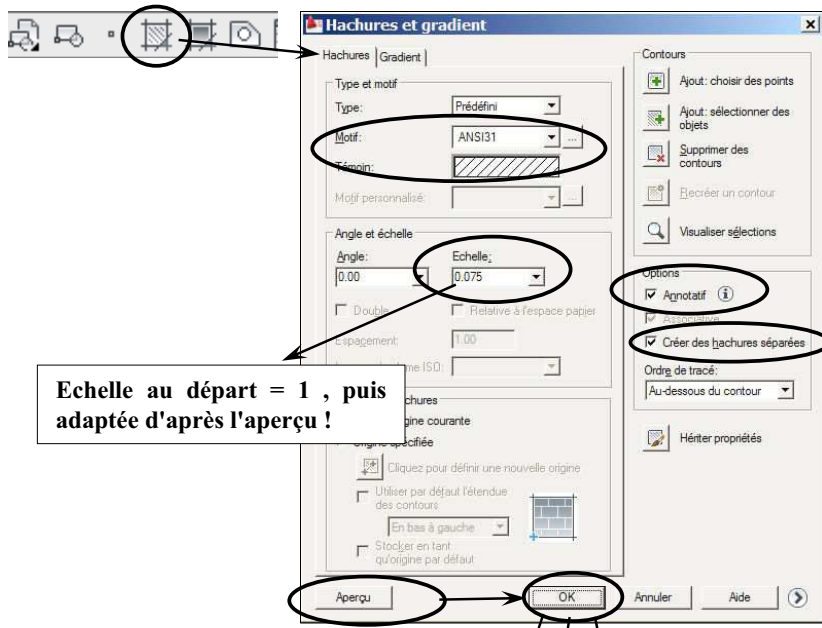 Hachures et gradient
Hachures
Gradient
Type et motif
Type:
Prédéfini
Motif:
ANSI31
...
Témoin:
Motif personnalisé:
...
Angle et échelle
Angle:
Echelle:
0.00
0.075
Double
Relative à l'espace papier
Espacement:
1.00
ISO:
Echelle au départ = 1 , puis
adaptée d'après l'aperçu !
chures
gine courante
Origine spécifiée
Cliquez pour définir une nouvelle origine
Utiliser par défaut l'étendue
des contours
En bas à gauche
Stocker en tant
qu'origine par défaut
Contours
Ajout: choisir des points
Ajout: sélectionner des
objets
Supprimer des
contours
Recréer un contour
Visualiser sélections
Options
Annotatif
Associative
Créer des hachures séparées
Ordre de tracé:
Au-dessous du contour
Hériter propriétés
Aperçu
OK
Annuler
Aide